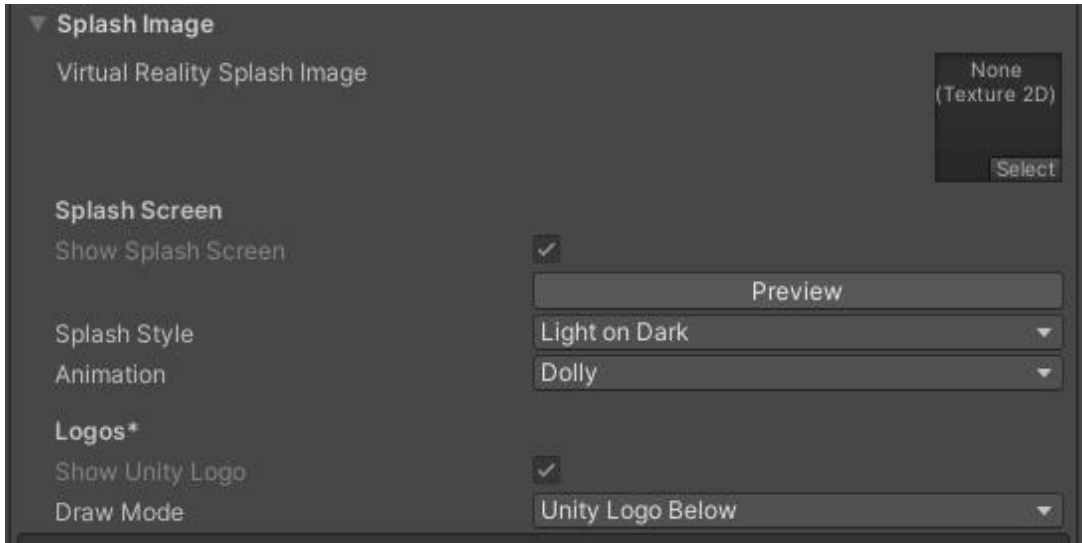 Splash Image
Virtual Reality Splash Image
None
(Texture 2D)
Select
Splash Screen
Show Splash Screen
Preview
Splash Style Light on Dark
Animation Dolly
Logos*
Show Unity Logo
Draw Mode Unity Logo Below